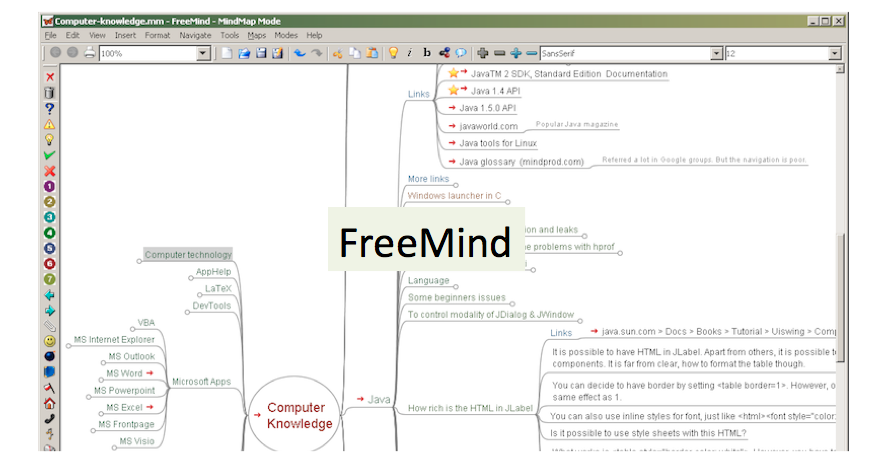 Computer-knowledge.mm - FreeMind - MindMap Mode
File Edit View Insert Format Navigate Tools Maps Modes Help
100%
i b
SansSerif
12
JavaTM 2 SDK, Standard Edition Documentation
Links
Java 1.4 API
Java 1.5.0 API
javaworld.com
Popular Java magazine
Java tools for Linux
Java glossary (mindprod.com)
Referred a lot in Google groups. But the navigation is poor.
More links
Windows launcher in C
FreeMind
and leaks
problems with hprof
Language
Some beginners issues
To control modality of JDialog & JWindow
Links
java.sun.com > Docs > Books > Tutorial > Uiswing >
It is possible to have HTML in JLabel. Apart from others, it is possible
components. It is far from clear, how to format the table though.
How rich is the HTML in JLabel
You can decide to have border by setting <table border=1>. However,
same effect as 1.
You can also use inline styles for font, just like <html><font style="color:
Is it possible to use style sheets with this HTML?
Computer technology
AppHelp
LaTeX
DevTools
VBA
MS Internet Explorer
MS Outlook
MS Word
MS Powerpoint
MS Excel
MS Frontpage
MS Visio
Microsoft Apps
Computer
Knowledge
Java
1
2
3
4
5
6
7